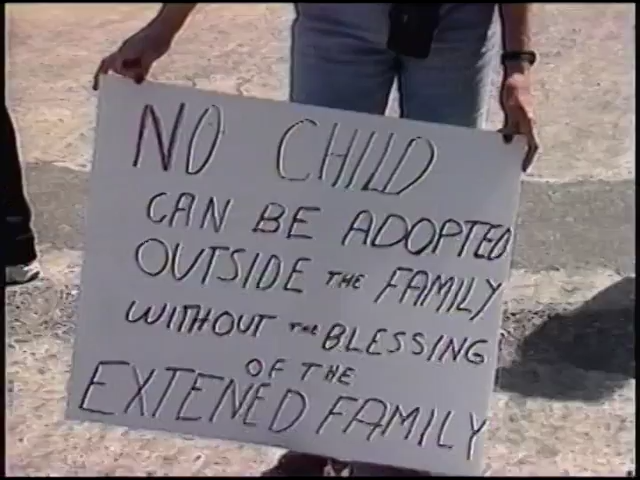 NO CHILD
CAN BE ADOPTED
OUTSIDE THE FAMILY
WITHOUT THE BLESSING
OF THE
EXTENED FAMILY